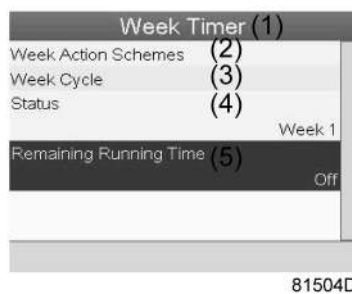 Week Timer (1)
Week Action Schemes (2)
Week Cycle (3)
Status (4)
Week 1
Remaining Running Time (5)
Off
81504D